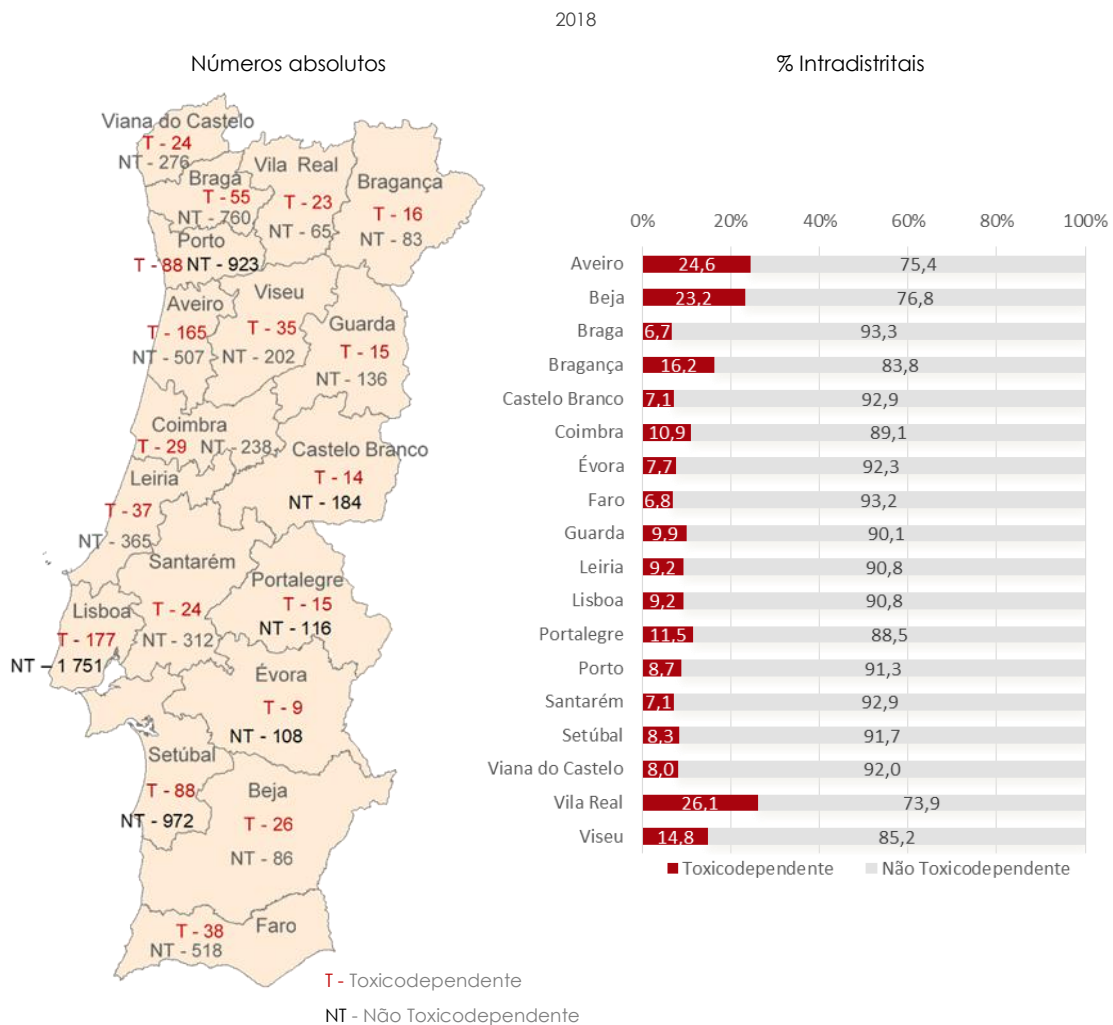 2018
Números absolutos
% Intradistritais
Viana do Castelo
T - 24
NT - 276
Braga
T - 55
NT - 760
Vila Real
T - 23
NT - 65
Bragança
T - 16
NT - 83
Porto
T - 88 NT - 923
Aveiro
T - 165
NT - 507
Viseu
T - 35
NT - 202
Guarda
T - 15
NT - 136
Coimbra
T - 29 NT - 238
Castelo Branco
T - 14
NT - 184
Leiria
T - 37
NT - 365
Santarém
T - 24
NT - 312
Portalegre
T - 15
NT - 116
Lisboa
T - 177
NT – 1 751
Évora
T - 9
NT - 108
Setúbal
T - 88
NT - 972
Beja
T - 26
NT - 86
Faro
T - 38
NT - 518
T - Toxicodependente
NT - Não Toxicodependente
0% 20% 40% 60% 80% 100%
Aveiro 24,6 75,4
Beja 23,2 76,8
Braga 6,7 93,3
Bragança 16,2 83,8
Castelo Branco 7,1 92,9
Coimbra 10,9 89,1
Évora 7,7 92,3
Faro 6,8 93,2
Guarda 9,9 90,1
Leiria 9,2 90,8
Lisboa 9,2 90,8
Portalegre 11,5 88,5
Porto 8,7 91,3
Santarém 7,1 92,9
Setúbal 8,3 91,7
Viana do Castelo 8,0 92,0
Vila Real 26,1 73,9
Viseu 14,8 85,2
Toxicodependente Não Toxicodependente